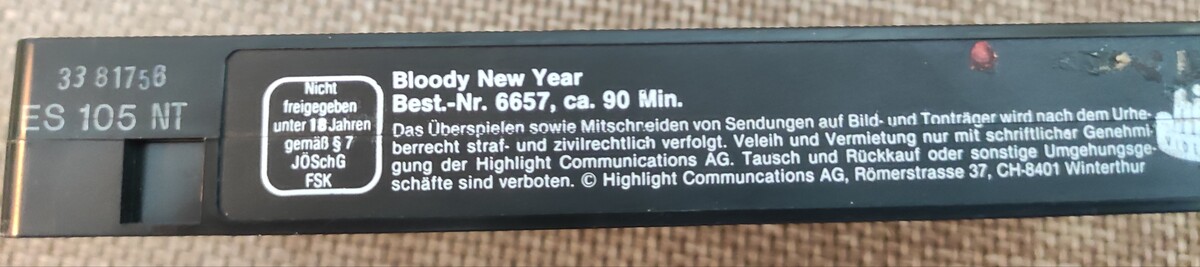 33 81756
ES 105 NT
Nicht
freigegeben
unter 18 Jahren
gemäß § 7
JÖSchG
FSK
Bloody New Year
Best.-Nr. 6657, ca. 90 Min.
Das Überspielen sowie Mitschneiden von Sendungen auf Bild- und Tonträger wird nach dem Urhe-
berrecht straf- und zivilrechtlich verfolgt. Veleih und Vermietung nur mit schriftlicher Genehmi-
gung der Highlight Communications AG. Tausch und Rückkauf oder sonstige Umgehungsge-
schäfte sind verboten. © Highlight Communcations AG, Römerstrasse 37, CH-8401 Winterthur